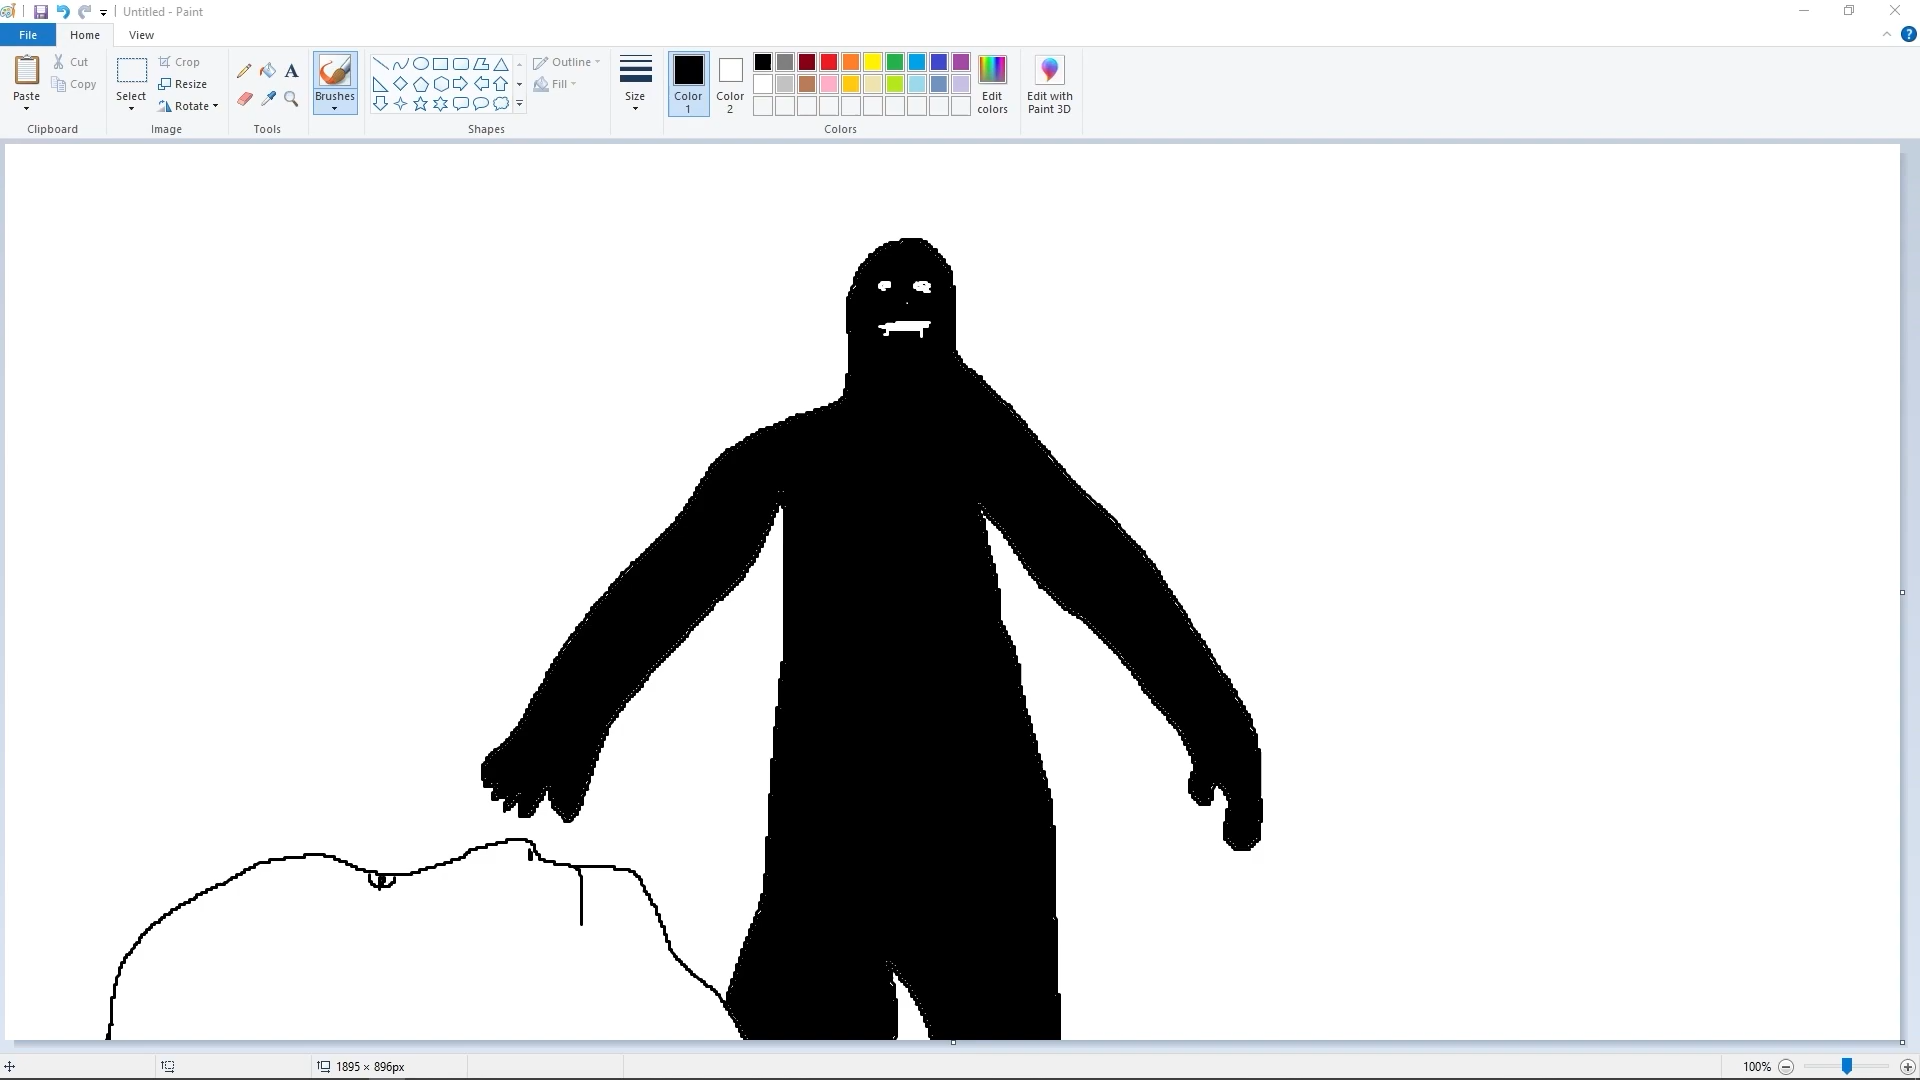 Untitled - Paint
File Home View
Paste
Cut
Copy
Clipboard
Select
Crop
Resize
Rotate
Image
A
Tools
Brushes
Outline
Fill
Shapes
Size
Color 1
Color 2
Edit colors
Colors
Edit with Paint 3D
?
1895 × 896px
100%